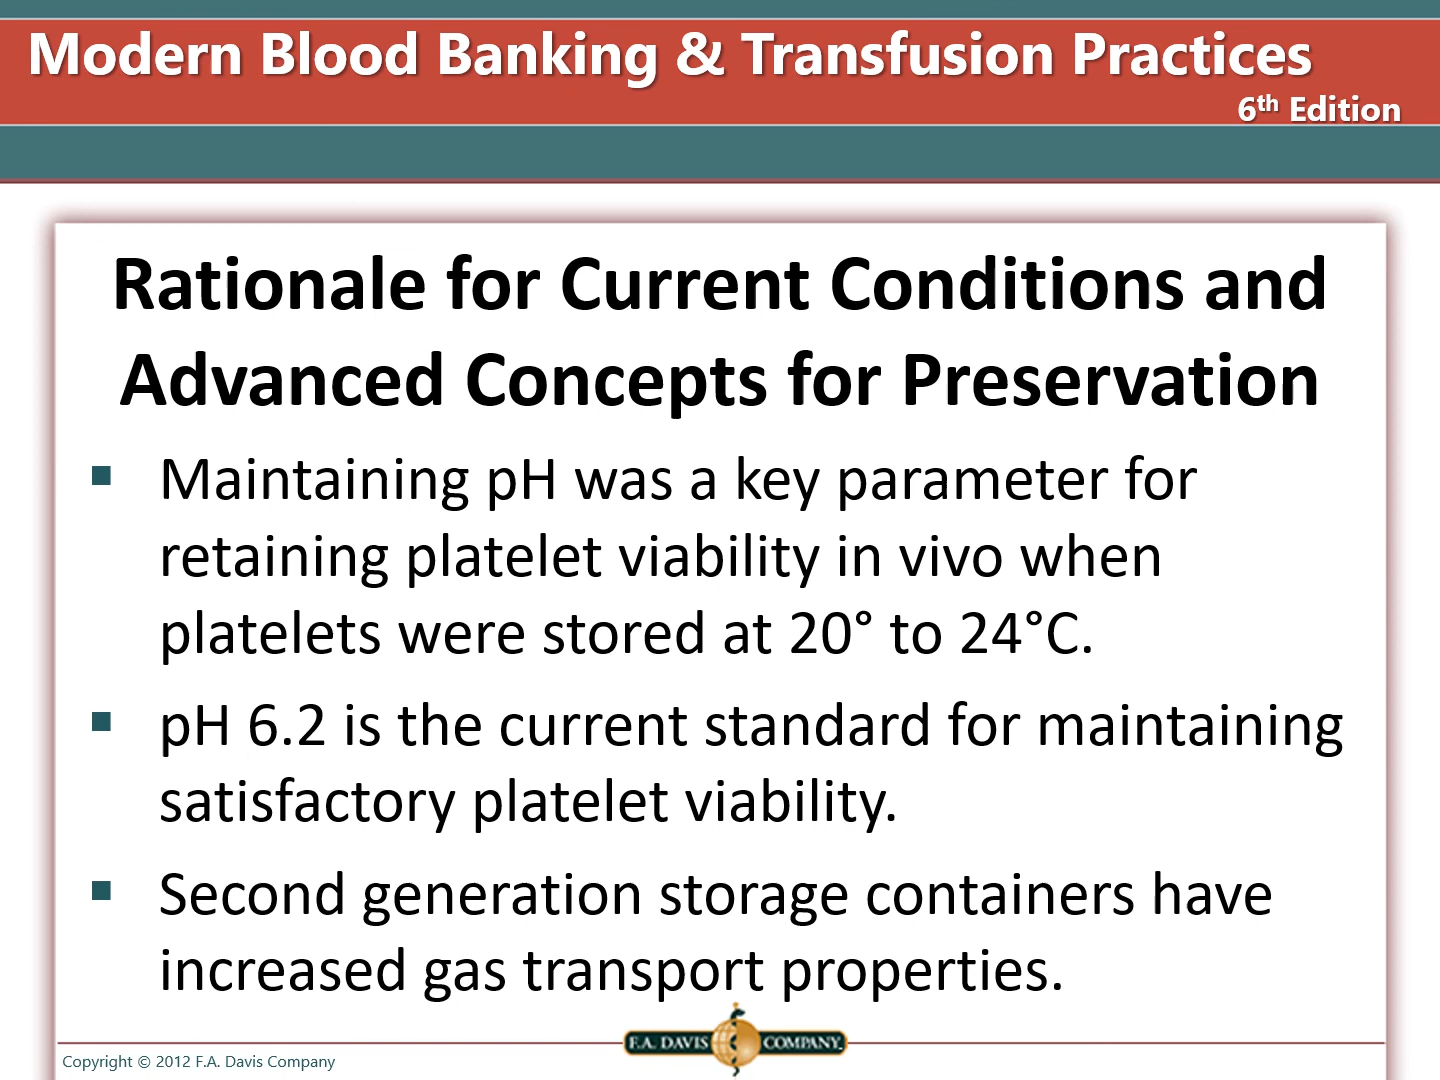 Modern Blood Banking & Transfusion Practices
6th Edition
Rationale for Current Conditions and
Advanced Concepts for Preservation
▪ Maintaining pH was a key parameter for
retaining platelet viability in vivo when
platelets were stored at 20° to 24°C.
▪ pH 6.2 is the current standard for maintaining
satisfactory platelet viability.
▪ Second generation storage containers have
increased gas transport properties.
F.A. DAVIS COMPANY
Copyright © 2012 F.A. Davis Company